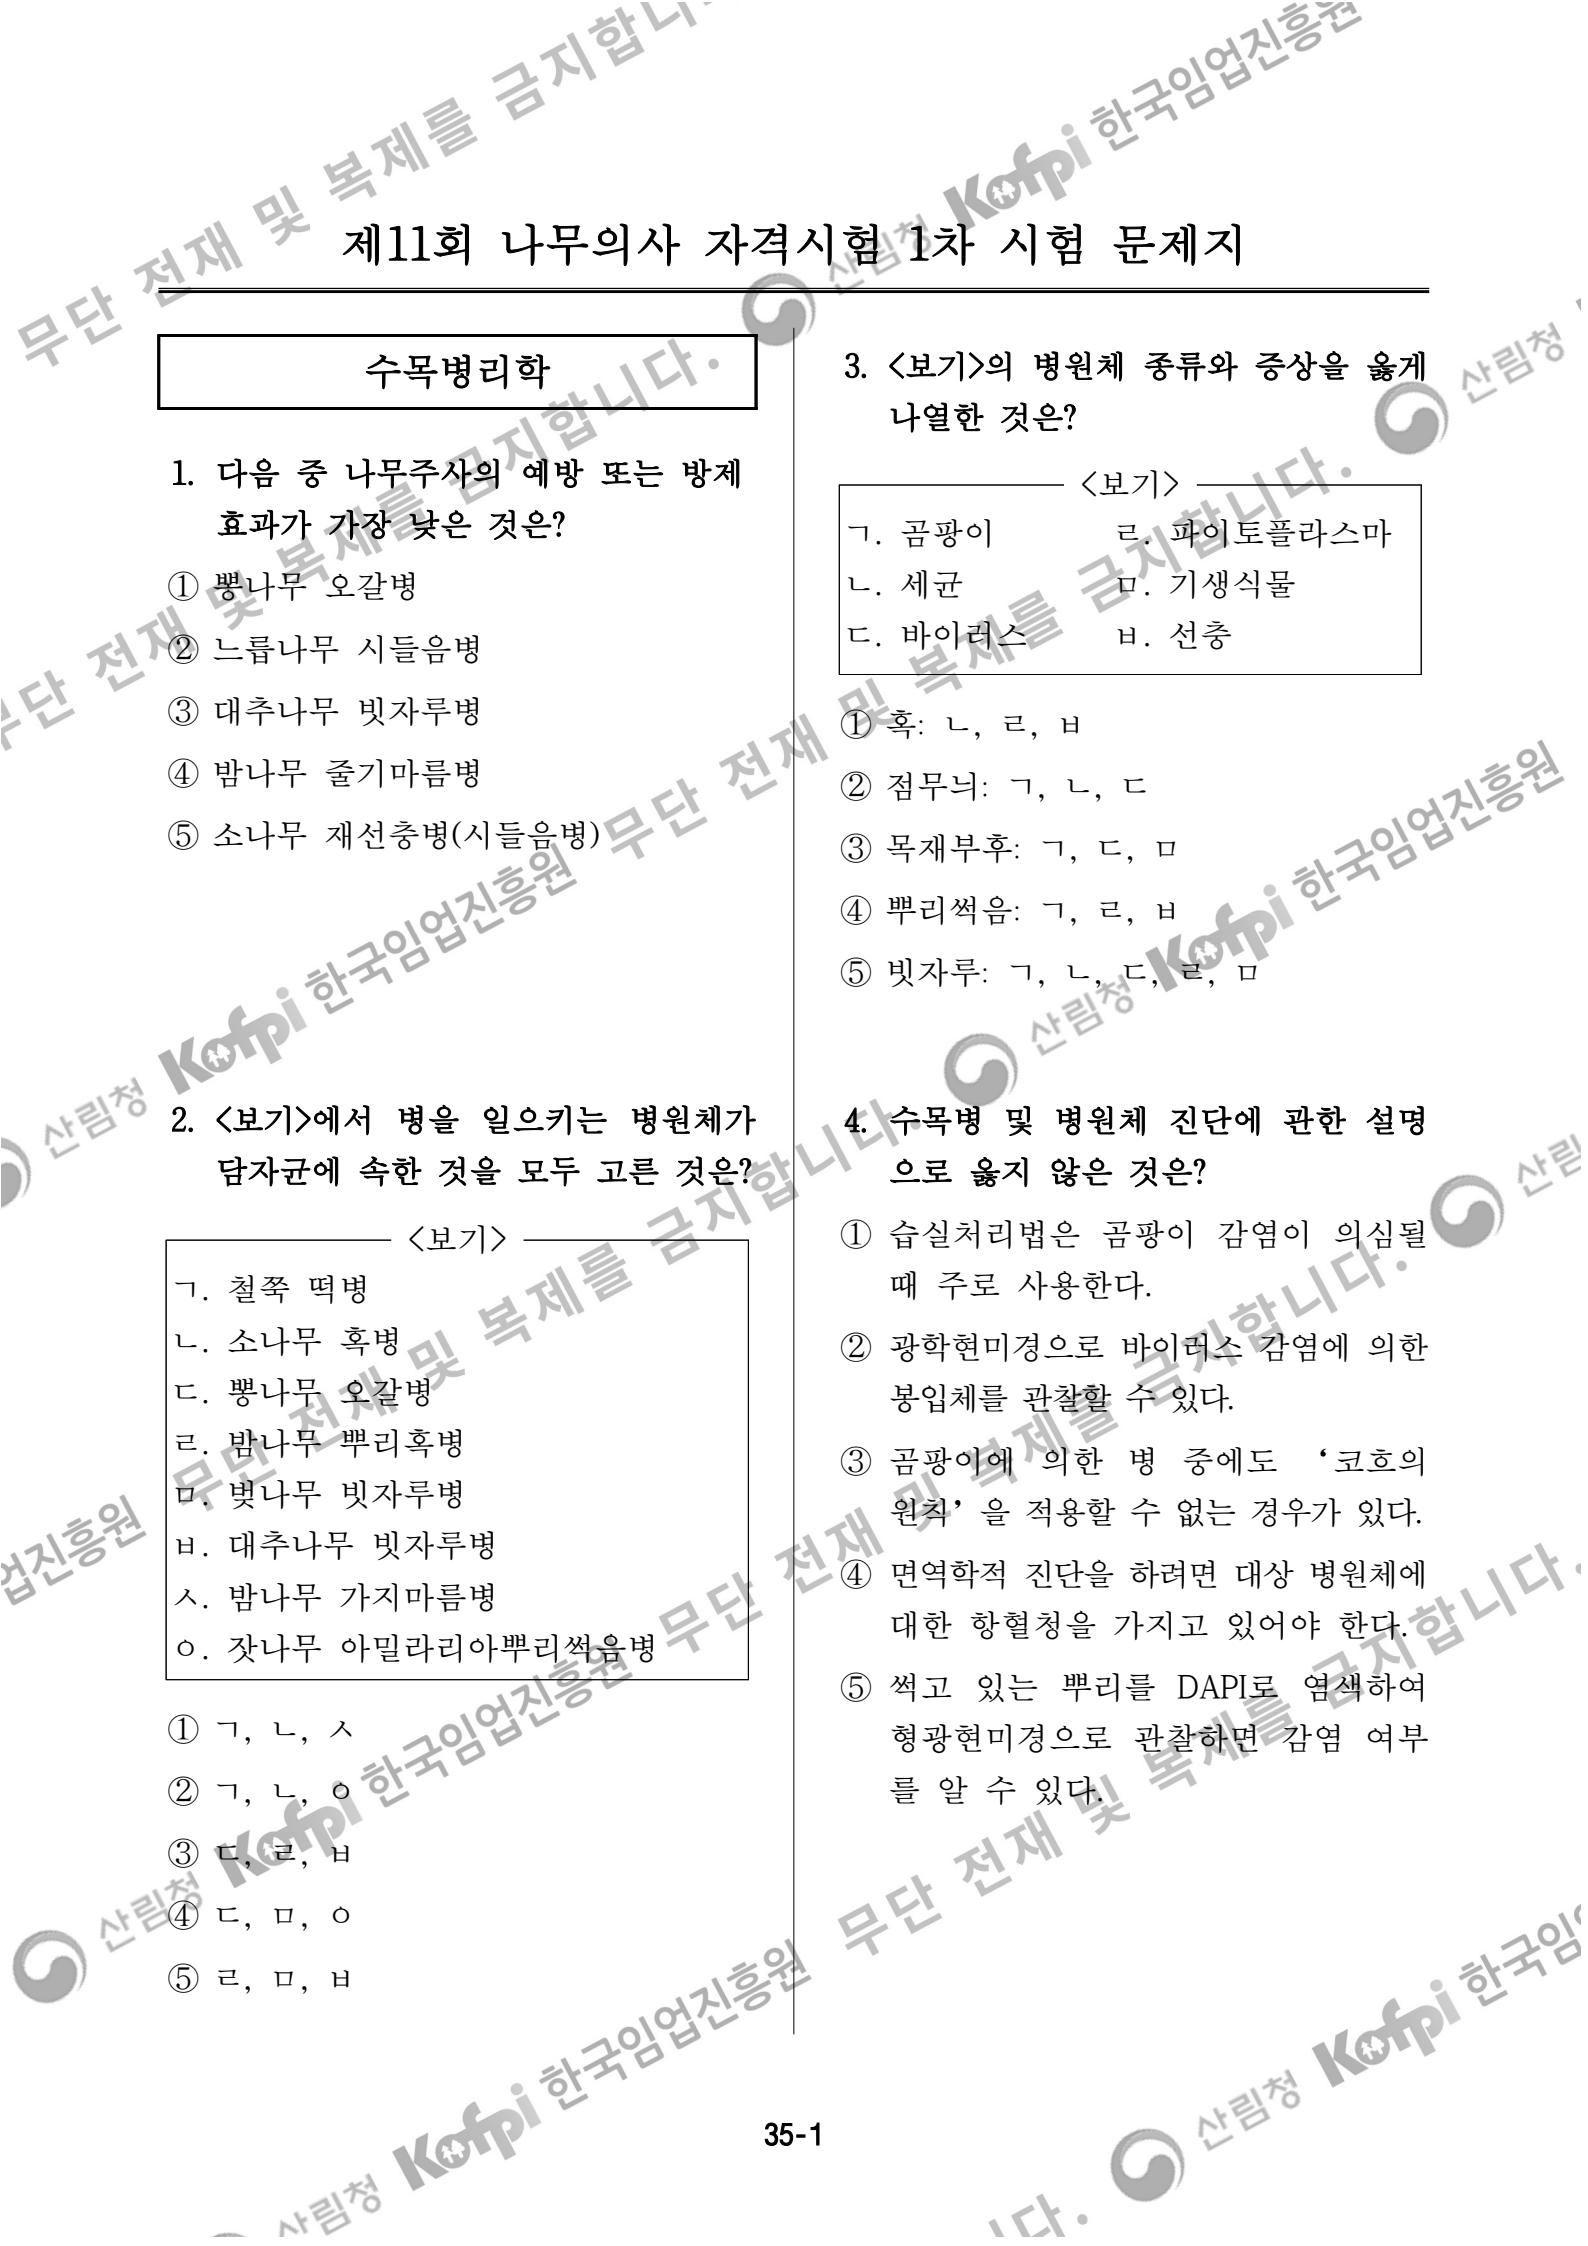 제11회 나무의사 자격시험 1차 시험 문제지
수목병리학
1. 다음 중 나무주사의 예방 또는 방제
효과가 가장 낮은 것은?
① 뽕나무 오갈병
② 느릅나무 시들음병
③ 대추나무 빗자루병
④ 밤나무 줄기마름병
⑤ 소나무 재선충병(시들음병)
2. <보기>에서 병을 일으키는 병원체가
담자균에 속한 것을 모두 고른 것은?
<보기>
ㄱ. 철쭉 떡병
ㄴ. 소나무 혹병
ㄷ. 뽕나무 오갈병
ㄹ. 밤나무 뿌리혹병
ㅁ. 벚나무 빗자루병
ㅂ. 대추나무 빗자루병
ㅅ. 밤나무 가지마름병
ㅇ. 잣나무 아밀라리아뿌리썩음병
① ㄱ, ㄴ, ㅅ
② ㄱ, ㄴ, ㅇ
③ ㄷ, ㄹ, ㅂ
④ ㄷ, ㅁ, ㅇ
⑤ ㄹ, ㅁ, ㅂ
3. <보기>의 병원체 종류와 증상을 옳게
나열한 것은?
<보기>
ㄱ. 곰팡이 ㄹ. 파이토플라스마
ㄴ. 세균 ㅁ. 기생식물
ㄷ. 바이러스 ㅂ. 선충
① 혹: ㄴ, ㄹ, ㅂ
② 점무늬: ㄱ, ㄴ, ㄷ
③ 목재부후: ㄱ, ㄷ, ㅁ
④ 뿌리썩음: ㄱ, ㄹ, ㅂ
⑤ 빗자루: ㄱ, ㄴ, ㄷ, ㄹ, ㅁ
4. 수목병 및 병원체 진단에 관한 설명
으로 옳지 않은 것은?
① 습실처리법은 곰팡이 감염이 의심될
때 주로 사용한다.
② 광학현미경으로 바이러스 감염에 의한
봉입체를 관찰할 수 있다.
③ 곰팡이에 의한 병 중에도 ‘코흐의
원칙’을 적용할 수 없는 경우가 있다.
④ 면역학적 진단을 하려면 대상 병원체에
대한 항혈청을 가지고 있어야 한다.
⑤ 썩고 있는 뿌리를 DAPI로 염색하여
형광현미경으로 관찰하면 감염 여부
를 알 수 있다.
35-1
무단 전재 및 복제를 금지합니다. 산림청 Kofpi 한국임업진흥원